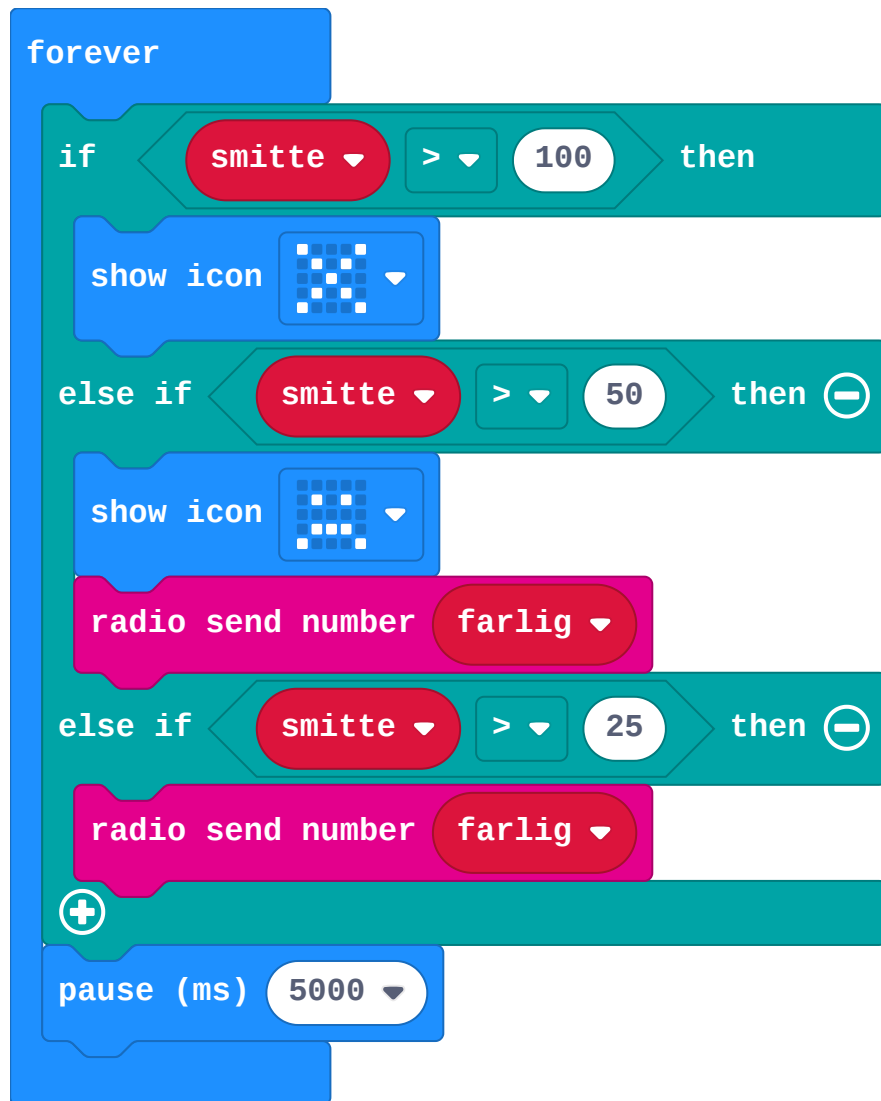 forever
if smitte > 100 then
show icon
else if smitte > 50 then
show icon
radio send number farlig
else if smitte > 25 then
radio send number farlig
pause (ms) 5000